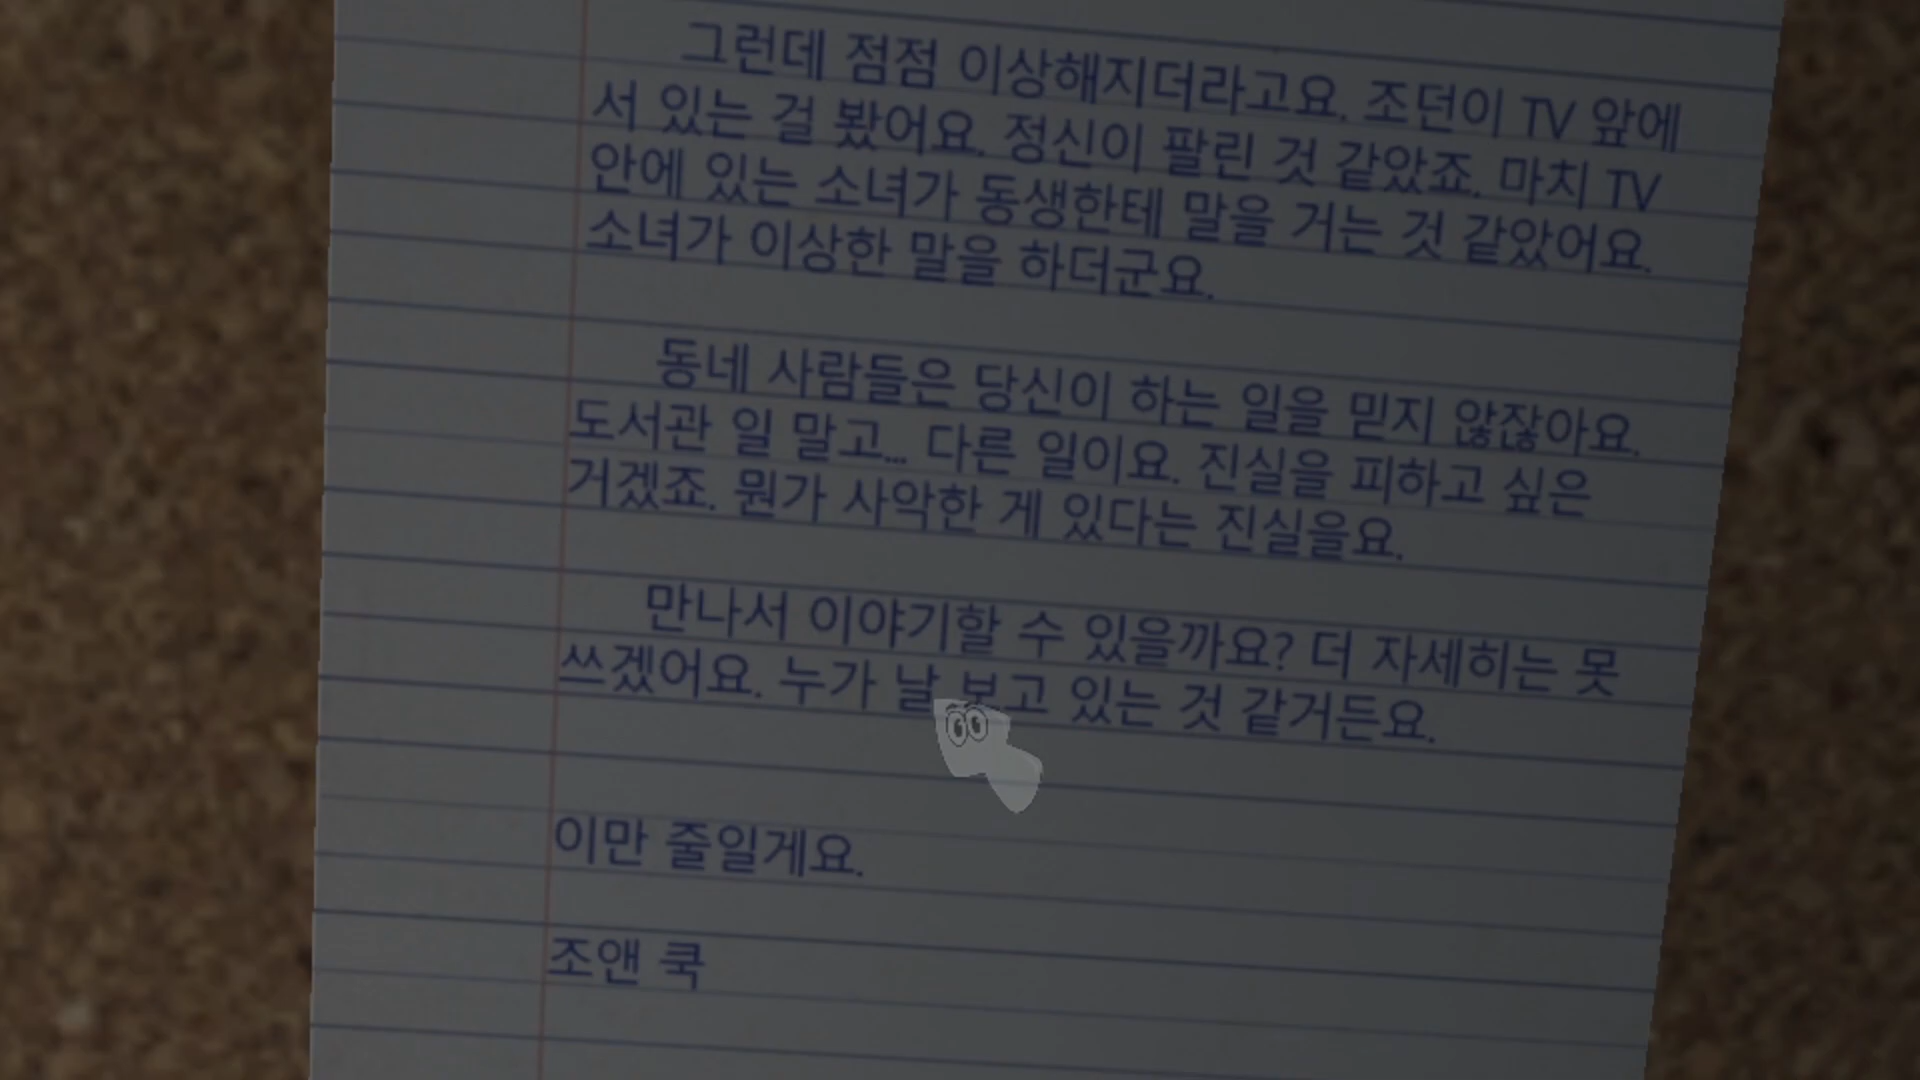 그런데 점점 이상해지더라고요. 조던이 TV 앞에
서 있는 걸 봤어요. 정신이 팔린 것 같았죠. 마치 TV
안에 있는 소녀가 동생한테 말을 거는 것 같았어요.
소녀가 이상한 말을 하더군요.
동네 사람들은 당신이 하는 일을 믿지 않잖아요.
도서관 일 말고... 다른 일이요. 진실을 피하고 싶은
거겠죠. 뭔가 사악한 게 있다는 진실을요.
만나서 이야기할 수 있을까요? 더 자세히는 못
쓰겠어요. 누가 날 보고 있는 것 같거든요.
이만 줄일게요.
조앤 쿡